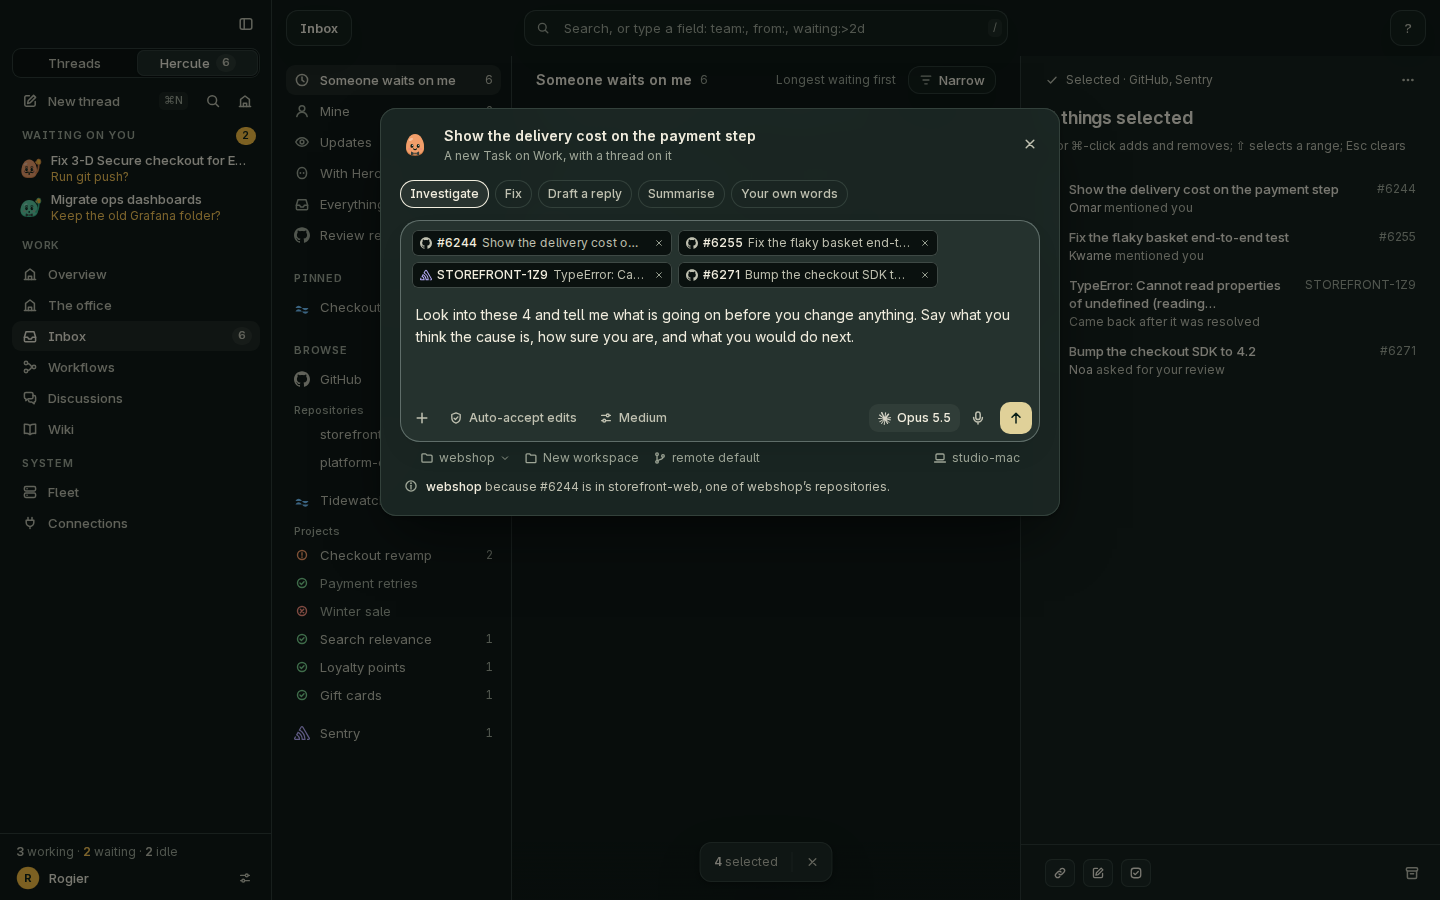 Threads
Hercule 6
New thread ⌘N
WAITING ON YOU 2
Fix 3-D Secure checkout for E…
Run git push?
Migrate ops dashboards
Keep the old Grafana folder?
WORK
Overview
The office
Inbox 6
Workflows
Discussions
Wiki
SYSTEM
Fleet
Connections
3 working · 2 waiting · 2 idle
R Rogier
Inbox
Search, or type a field: team:, from:, waiting:>2d /
?
Someone waits on me 6
Mine
Updates
With Herc
Everything
Review re
PINNED
Checkout
BROWSE
GitHub
Repositories
storefront
platform-
Tidewatc
Projects
Checkout revamp 2
Payment retries
Winter sale
Search relevance 1
Loyalty points 1
Gift cards 1
Sentry 1
Someone waits on me 6
Longest waiting first
Narrow
Show the delivery cost on the payment step
A new Task on Work, with a thread on it
Investigate
Fix
Draft a reply
Summarise
Your own words
#6244 Show the delivery cost o…
#6255 Fix the flaky basket end-t…
STOREFRONT-1Z9 TypeError: Ca…
#6271 Bump the checkout SDK t…
Look into these 4 and tell me what is going on before you change anything. Say what you
think the cause is, how sure you are, and what you would do next.
Auto-accept edits
Medium
Opus 5.5
webshop
New workspace
remote default
studio-mac
webshop because #6244 is in storefront-web, one of webshop’s repositories.
4 selected
Selected · GitHub, Sentry
things selected
or ⌘-click adds and removes; ⇧ selects a range; Esc clears
Show the delivery cost on the payment step #6244
Omar mentioned you
Fix the flaky basket end-to-end test #6255
Kwame mentioned you
TypeError: Cannot read properties STOREFRONT-1Z9
of undefined (reading…
Came back after it was resolved
Bump the checkout SDK to 4.2 #6271
Noa asked for your review